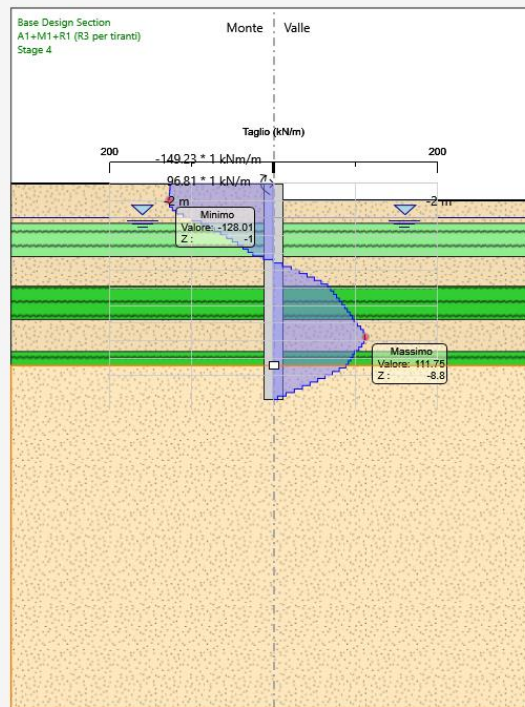 Base Design Section
A1+M1+R1 (R3 per tiranti)
Stage 4
Monte
Valle
Taglio (kN/m)
200
200
-149.23 * 1 kNm/m
96.81 * 1 kN/m
-2 m
-2 m
Minimo
Valore: -128.01
Z : -1
Massimo
Valore: 111.75
Z : -8.8